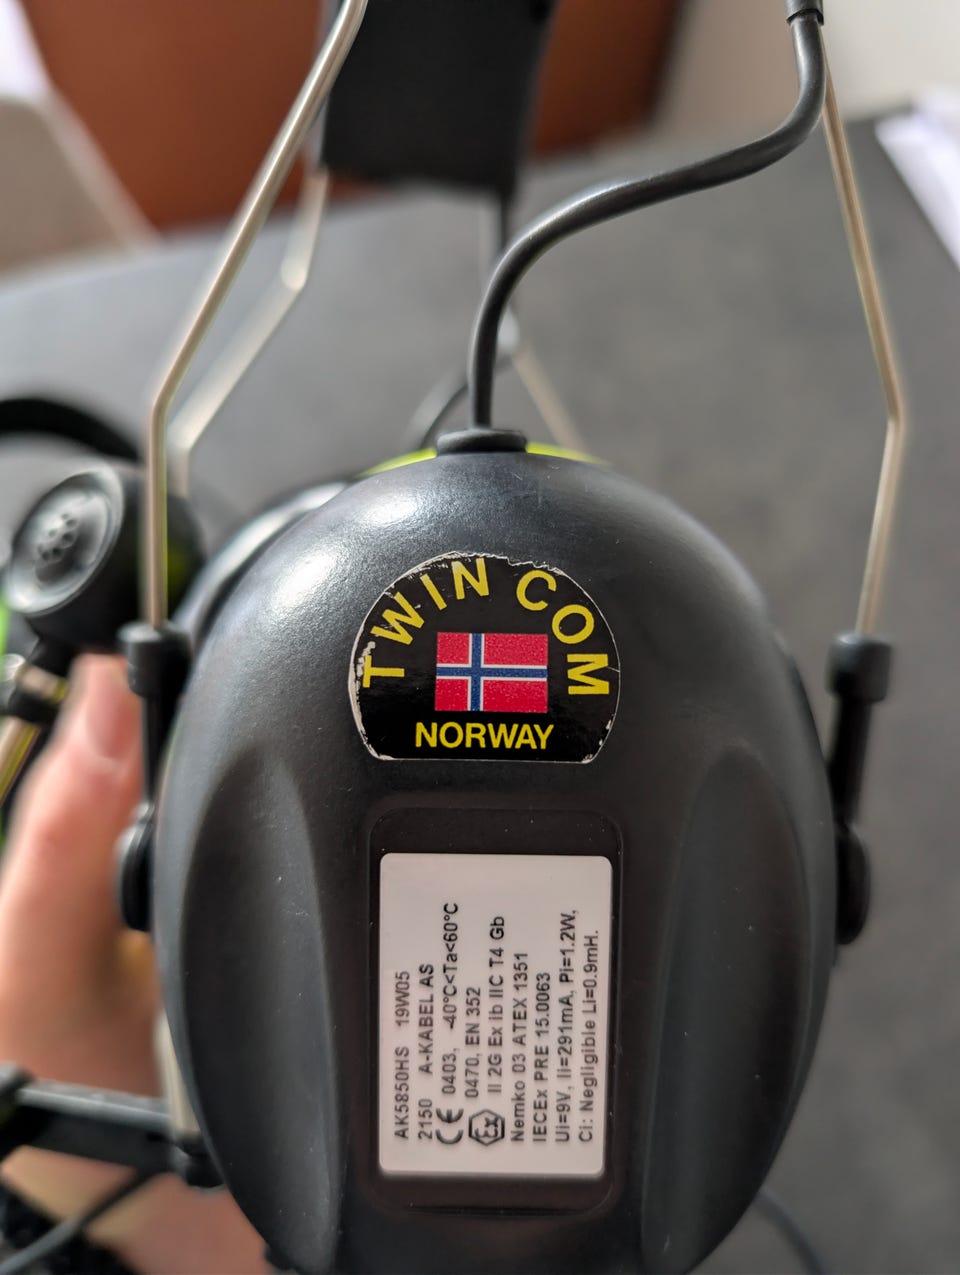 TWIN COM
NORWAY
AK5850HS 19W05
2150 A-KABEL AS
CE 0403, -40°C<Ta<60°C
0470, EN 352
Ex II 2G Ex ib IIC T4 Gb
Nemko 03 ATEX 1351
IECEx PRE 15.0063
Ui=9V, Ii=291mA, Pi=1.2W,
Ci: Negligible Li=0.9mH.